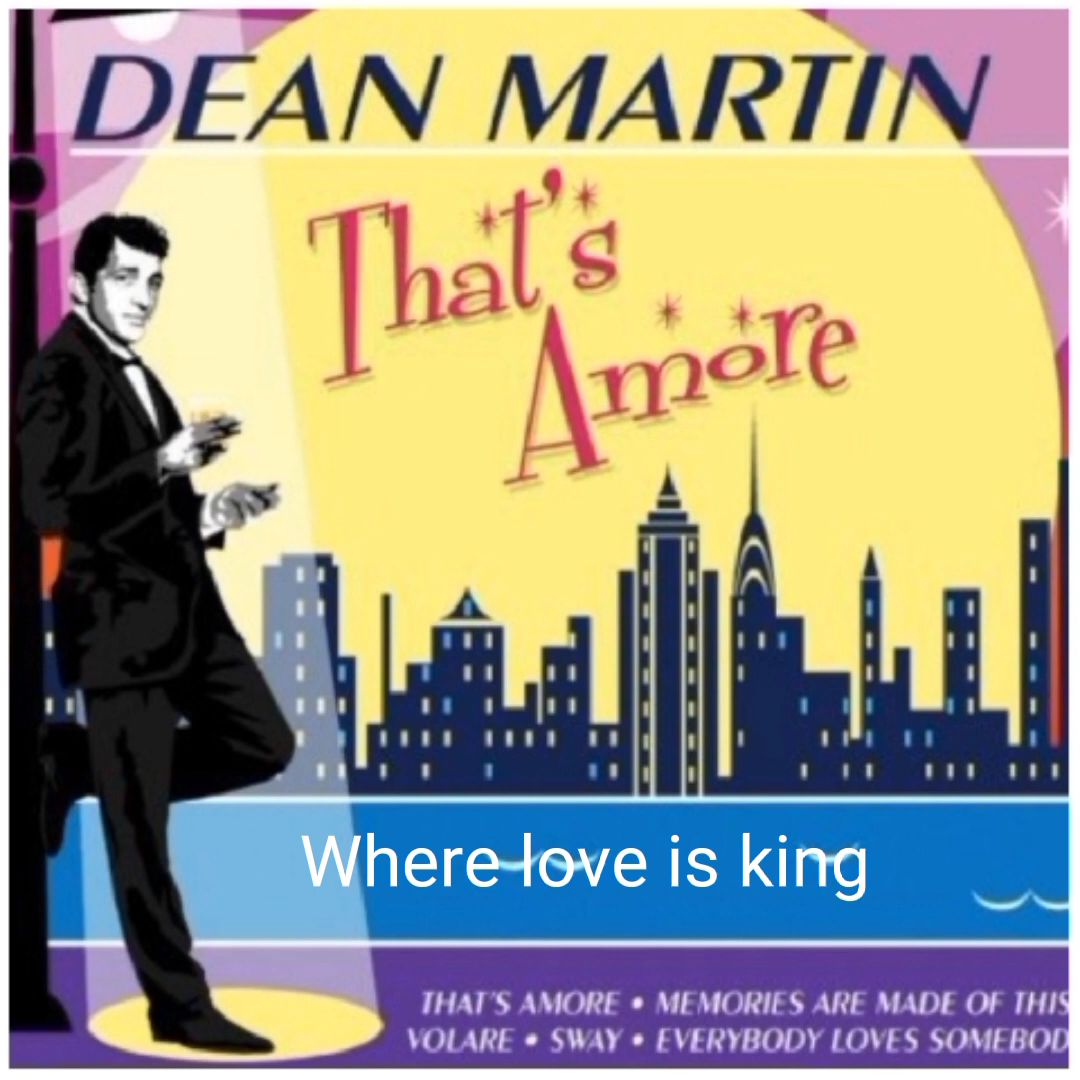 DEAN MARTIN
That's
Amore
Where love is king
THAT'S AMORE • MEMORIES ARE MADE OF THIS
VOLARE • SWAY • EVERYBODY LOVES SOMEBOD